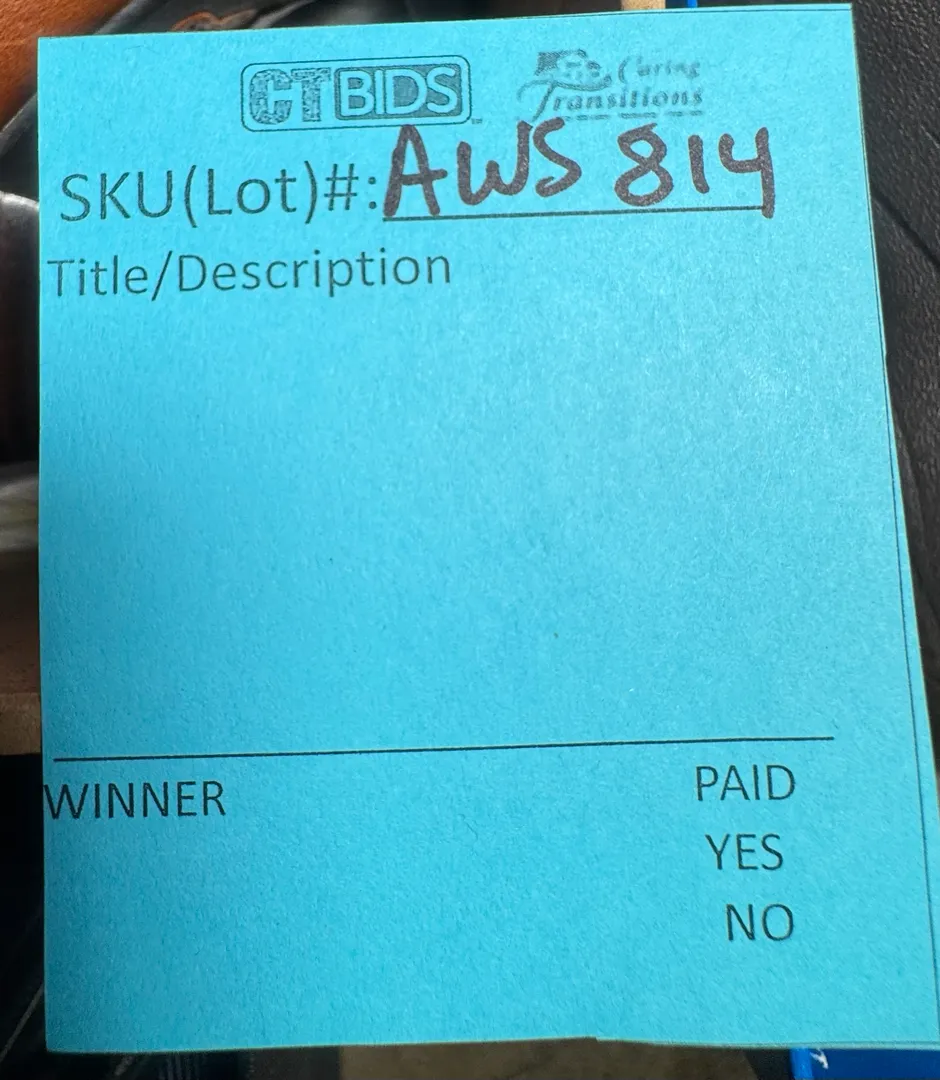 CTBIDS Caring
Transitions
SKU(Lot)#: AWS 814
Title/Description
WINNER PAID
YES
NO